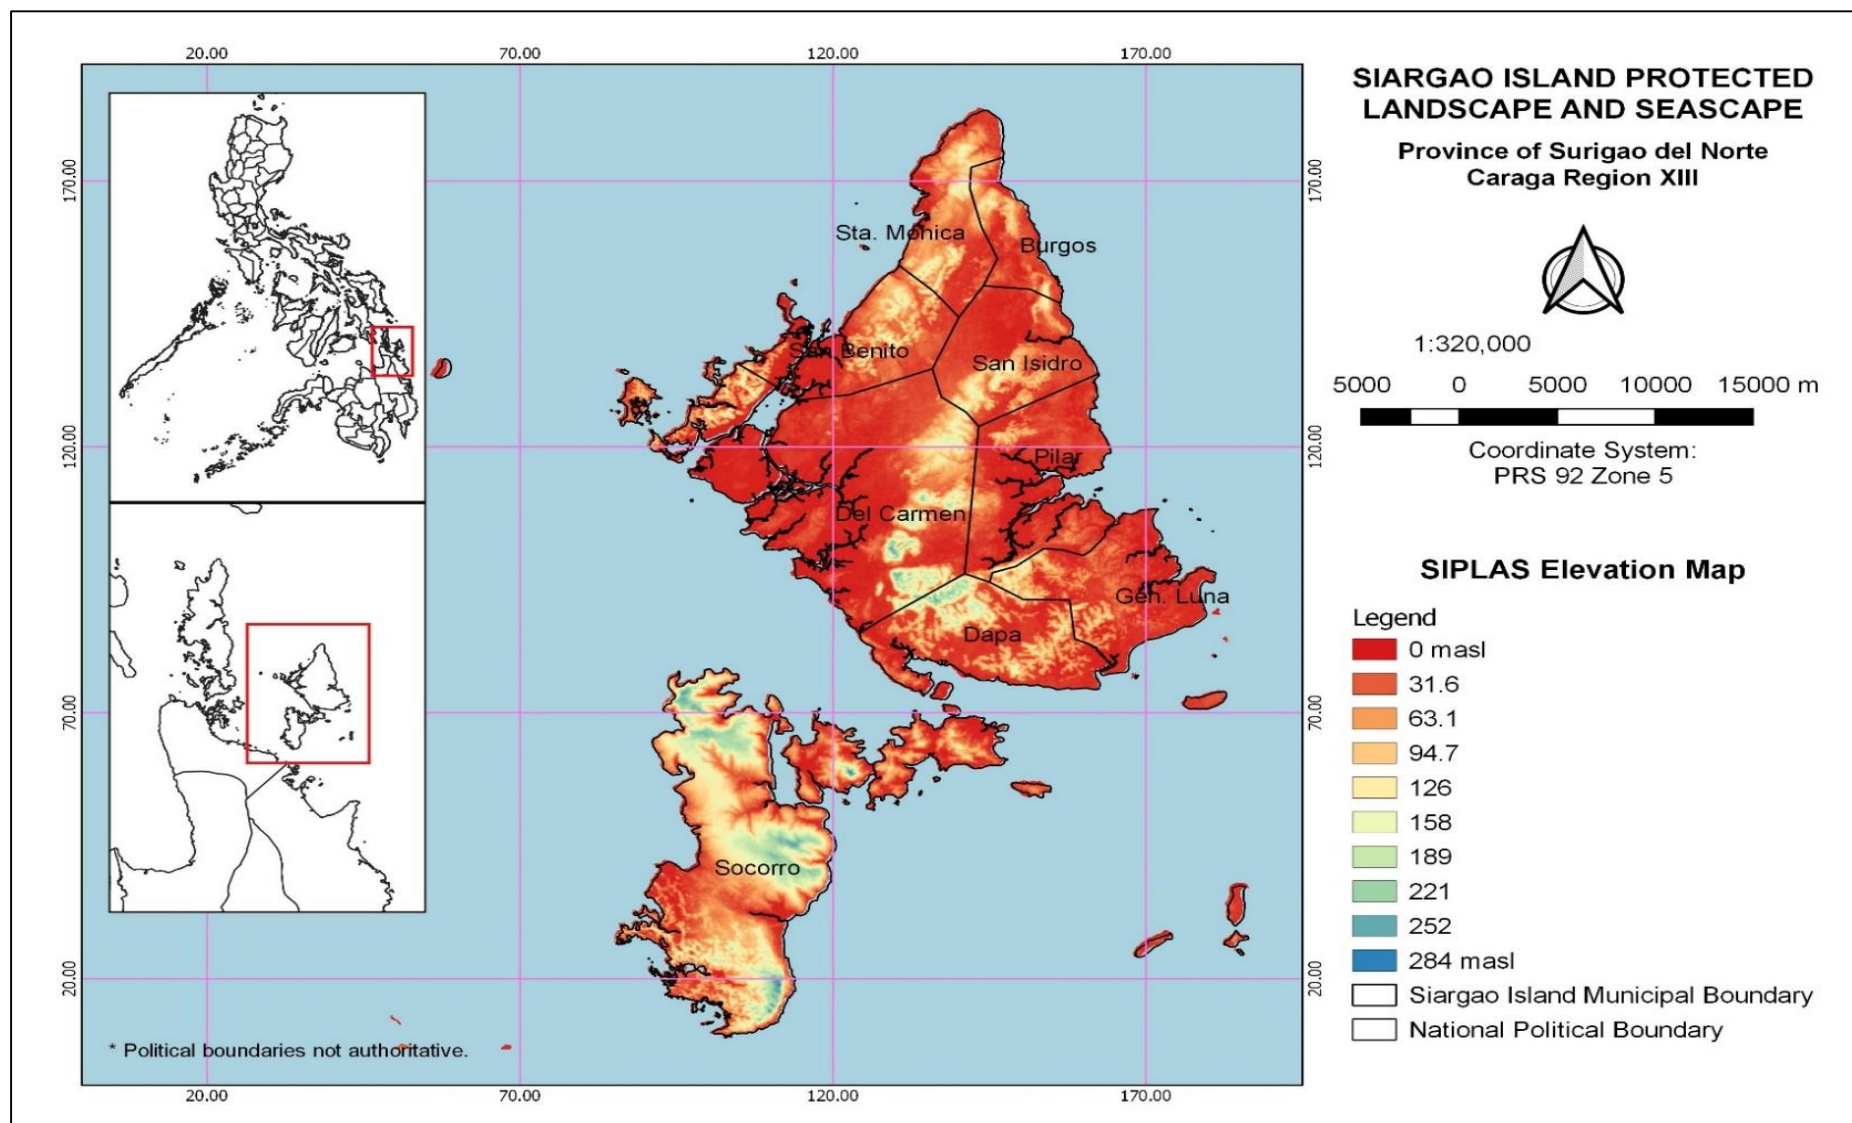 20.00
70.00
120.00
170.00
SIARGAO ISLAND PROTECTED
LANDSCAPE AND SEASCAPE
Province of Surigao del Norte
Caraga Region XIII
170.00
170.00
Sta. Monica
Burgos
1:320,000
San Benito
San Isidro
5000 0 5000 10000 15000 m
120.00
120.00
Coordinate System:
PRS 92 Zone 5
Pilar
Del Carmen
SIPLAS Elevation Map
Gen. Luna
Dapa
Legend
0 masl
31.6
63.1
94.7
126
158
189
221
252
284 masl
Siargao Island Municipal Boundary
National Political Boundary
70.00
70.00
Socorro
20.00
20.00
* Political boundaries not authoritative.
20.00
70.00
120.00
170.00